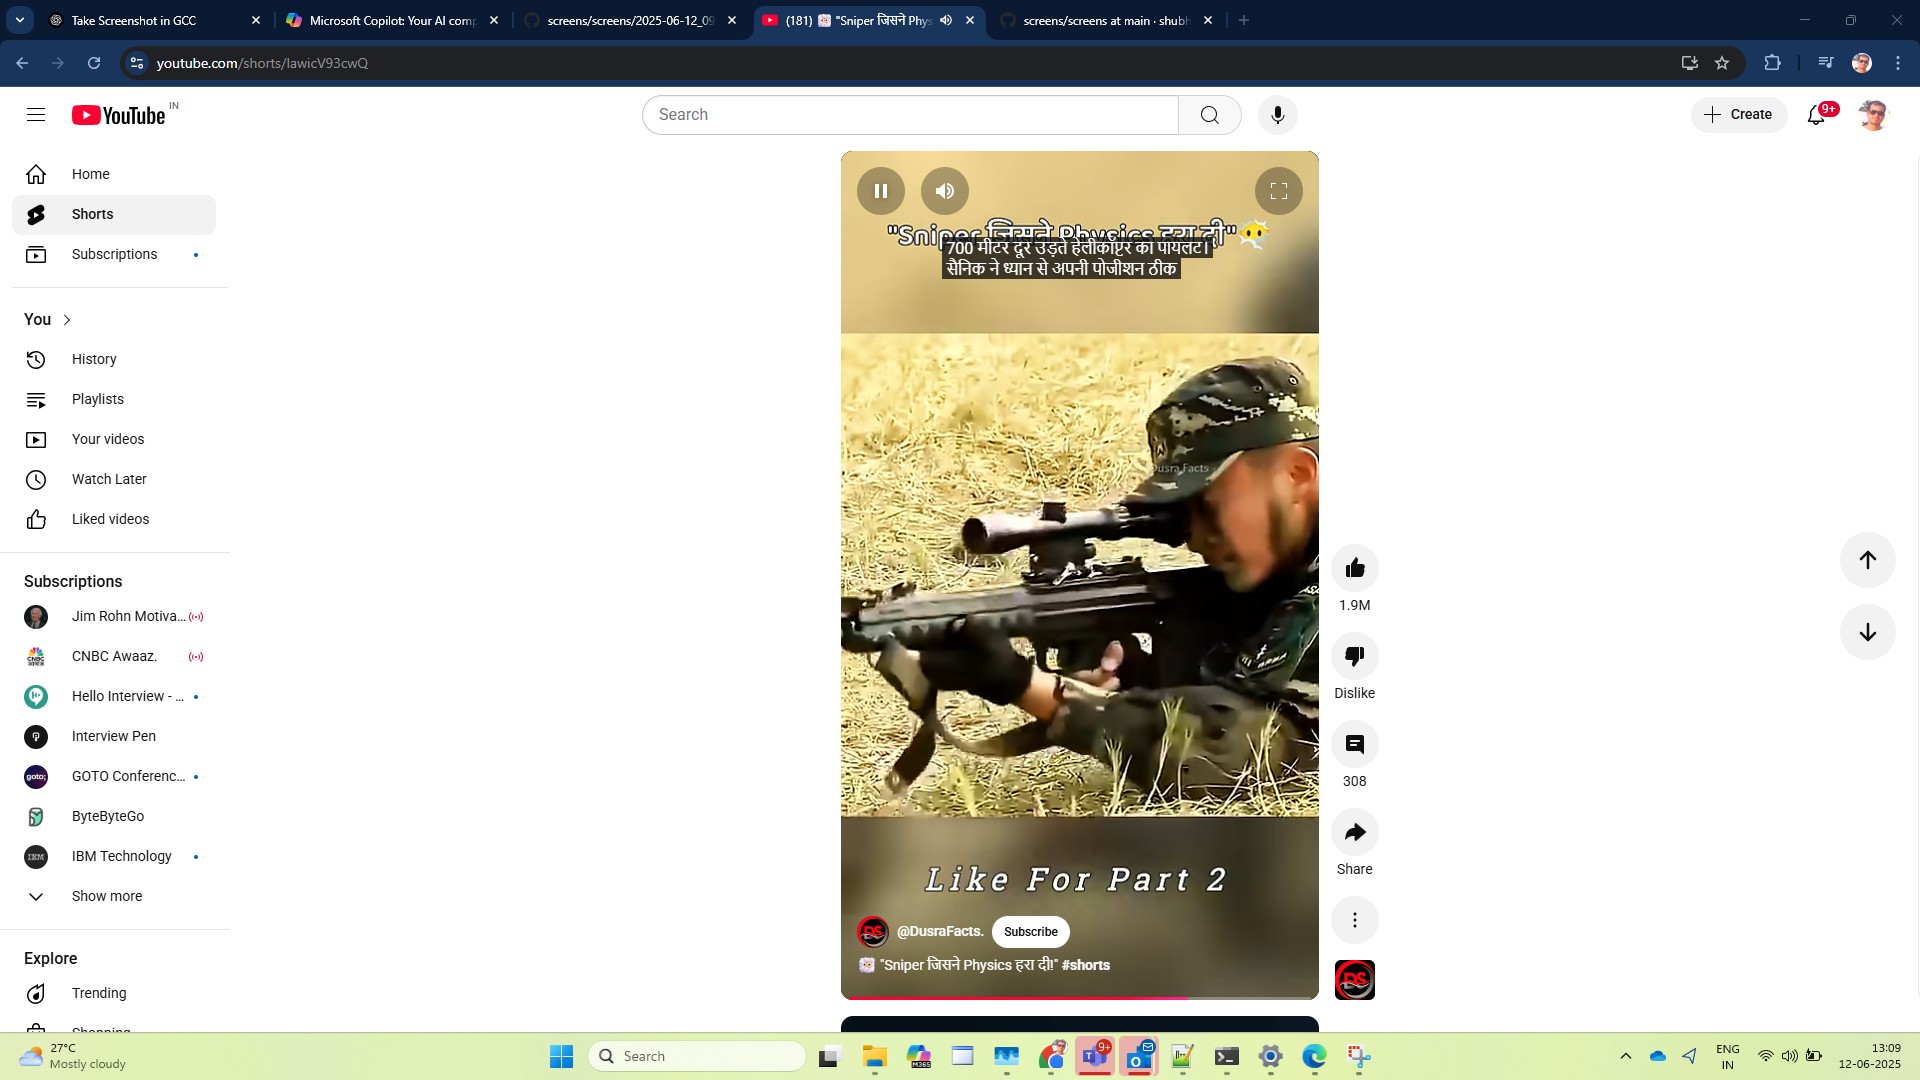 Take Screenshot in GCC
Microsoft Copilot: Your AI comp
screens/screens/2025-06-12_09
(181) "Sniper जिसने Phys
screens/screens at main · shubh
youtube.com/shorts/IawicV93cwQ
YouTube IN
Search
Create
9+
Home
Shorts
Subscriptions
You
History
Playlists
Your videos
Watch Later
Liked videos
Subscriptions
Jim Rohn Motiva...
CNBC Awaaz.
Hello Interview - ...
Interview Pen
GOTO Conferenc...
ByteByteGo
IBM Technology
Show more
Explore
Trending
Shopping
"Sniper जिसने Physics हरा दी"
700 मीटर दूर उड़ते हेलीकॉप्टर का पायलट।
सैनिक ने ध्यान से अपनी पोजीशन ठीक
Dusra Facts
Like For Part 2
@DusraFacts.
Subscribe
"Sniper जिसने Physics हरा दी!" #shorts
1.9M
Dislike
308
Share
DS
27°C
Mostly cloudy
Search
M365
9+
ENG
IN
13:09
12-06-2025